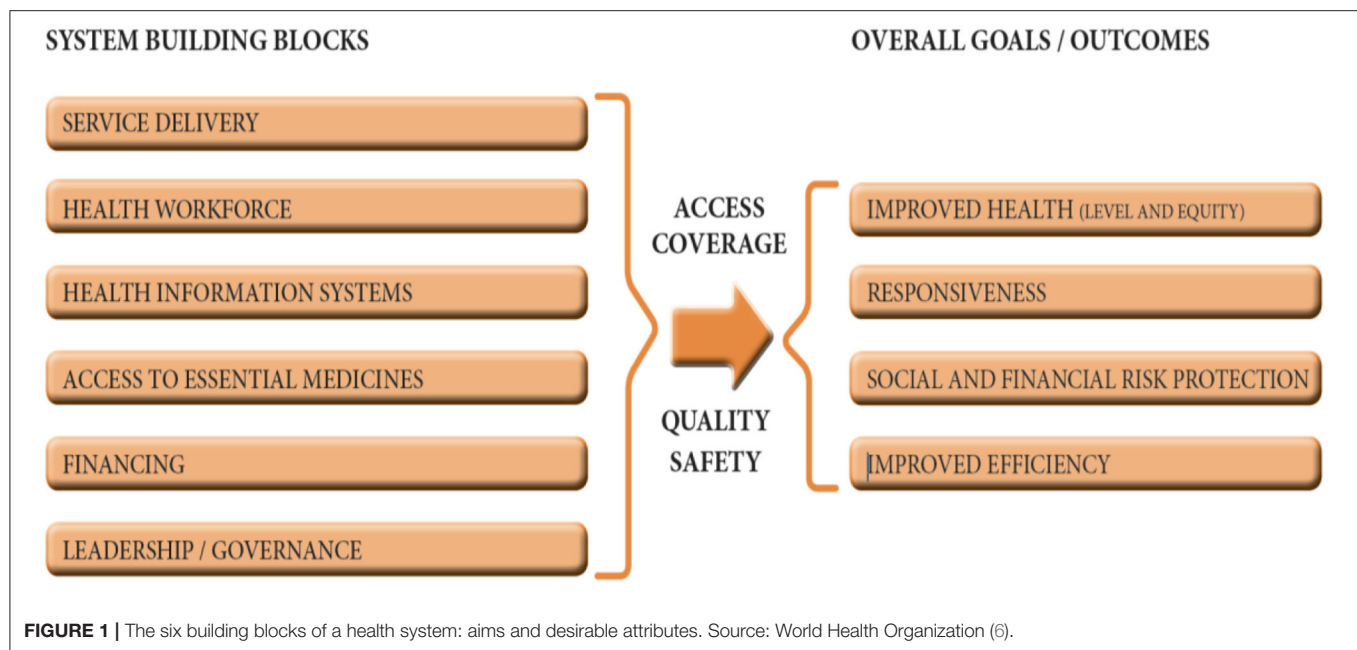 SYSTEM BUILDING BLOCKS
SERVICE DELIVERY
HEALTH WORKFORCE
HEALTH INFORMATION SYSTEMS
ACCESS TO ESSENTIAL MEDICINES
FINANCING
LEADERSHIP / GOVERNANCE
ACCESS
COVERAGE
QUALITY
SAFETY
OVERALL GOALS / OUTCOMES
IMPROVED HEALTH (LEVEL AND EQUITY)
RESPONSIVENESS
SOCIAL AND FINANCIAL RISK PROTECTION
IMPROVED EFFICIENCY
FIGURE 1 | The six building blocks of a health system: aims and desirable attributes. Source: World Health Organization (6).